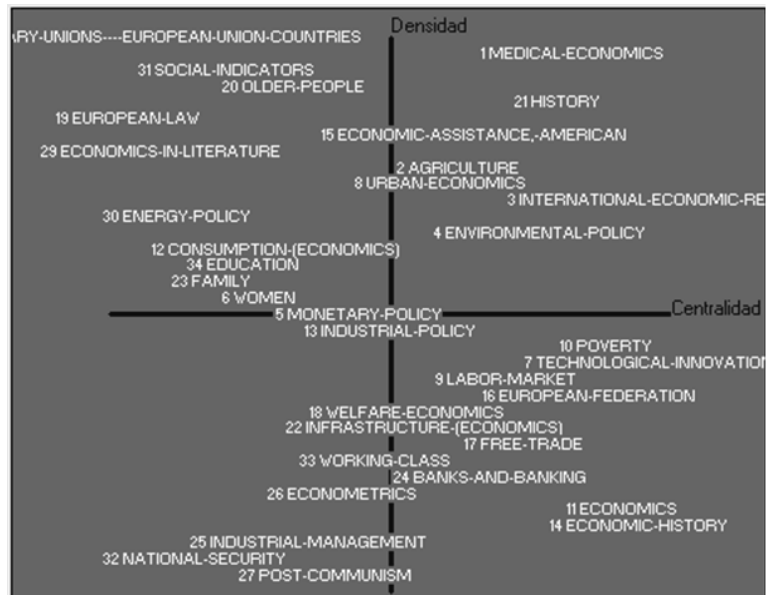 Densidad
RY-UNIONS----EUROPEAN-UNION-COUNTRIES
1 MEDICAL-ECONOMICS
31 SOCIAL-INDICATORS
20 OLDER-PEOPLE
21 HISTORY
19 EUROPEAN-LAW
15 ECONOMIC-ASSISTANCE,-AMERICAN
29 ECONOMICS-IN-LITERATURE
2 AGRICULTURE
8 URBAN-ECONOMICS
3 INTERNATIONAL-ECONOMIC-RE
30 ENERGY-POLICY
4 ENVIRONMENTAL-POLICY
12 CONSUMPTION-(ECONOMICS)
34 EDUCATION
23 FAMILY
6 WOMEN
5 MONETARY-POLICY
Centralidad
13 INDUSTRIAL-POLICY
10 POVERTY
7 TECHNOLOGICAL-INNOVATION
9 LABOR-MARKET
16 EUROPEAN-FEDERATION
18 WELFARE-ECONOMICS
22 INFRASTRUCTURE-(ECONOMICS)
17 FREE-TRADE
33 WORKING-CLASS
24 BANKS-AND-BANKING
26 ECONOMETRICS
11 ECONOMICS
14 ECONOMIC-HISTORY
25 INDUSTRIAL-MANAGEMENT
32 NATIONAL-SECURITY
27 POST-COMMUNISM